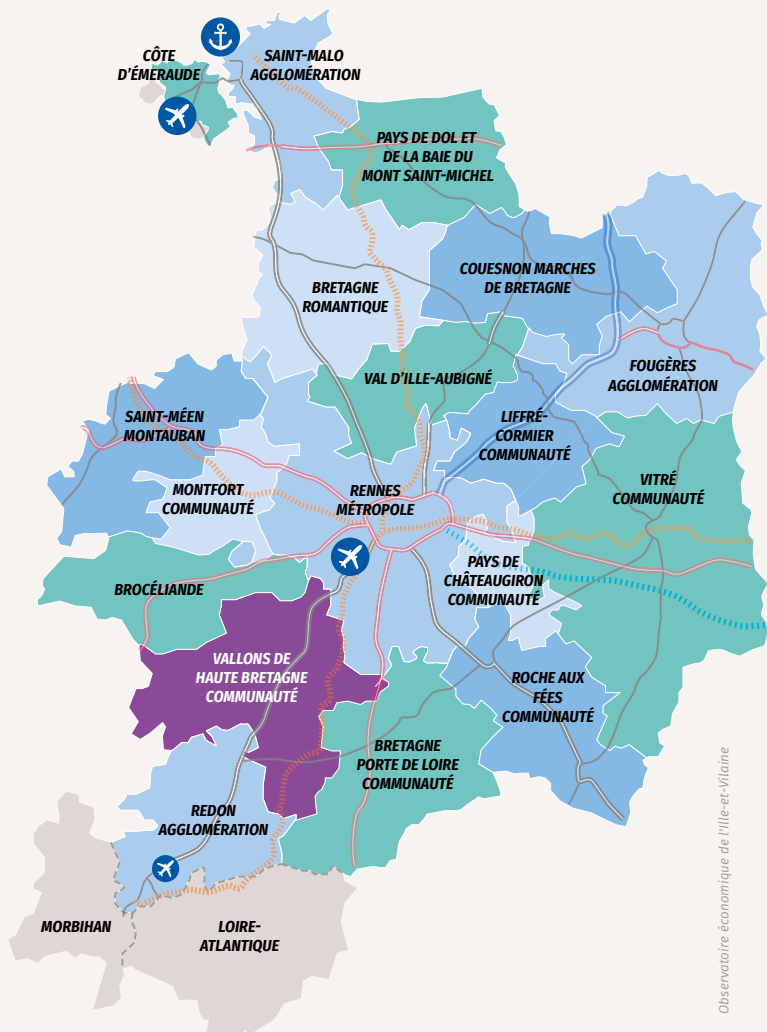 CÔTE
D'ÉMERAUDE
SAINT-MALO
AGGLOMÉRATION
PAYS DE DOL ET
DE LA BAIE DU
MONT SAINT-MICHEL
COUESNON MARCHES
DE BRETAGNE
BRETAGNE
ROMANTIQUE
FOUGÈRES
AGGLOMÉRATION
VAL D'ILLE-AUBIGNÉ
SAINT-MÉEN
MONTAUBAN
LIFFRÉ-
CORMIER
COMMUNAUTÉ
MONTFORT
COMMUNAUTÉ
RENNES
MÉTROPOLE
VITRÉ
COMMUNAUTÉ
BROCÉLIANDE
PAYS DE
CHÂTEAUGIRON
COMMUNAUTÉ
VALLONS DE
HAUTE BRETAGNE
COMMUNAUTÉ
ROCHE AUX
FÉES
COMMUNAUTÉ
BRETAGNE
PORTE DE LOIRE
COMMUNAUTÉ
REDON
AGGLOMÉRATION
MORBIHAN
LOIRE-
ATLANTIQUE
Observatoire économique de l'Ille-et-Vilaine